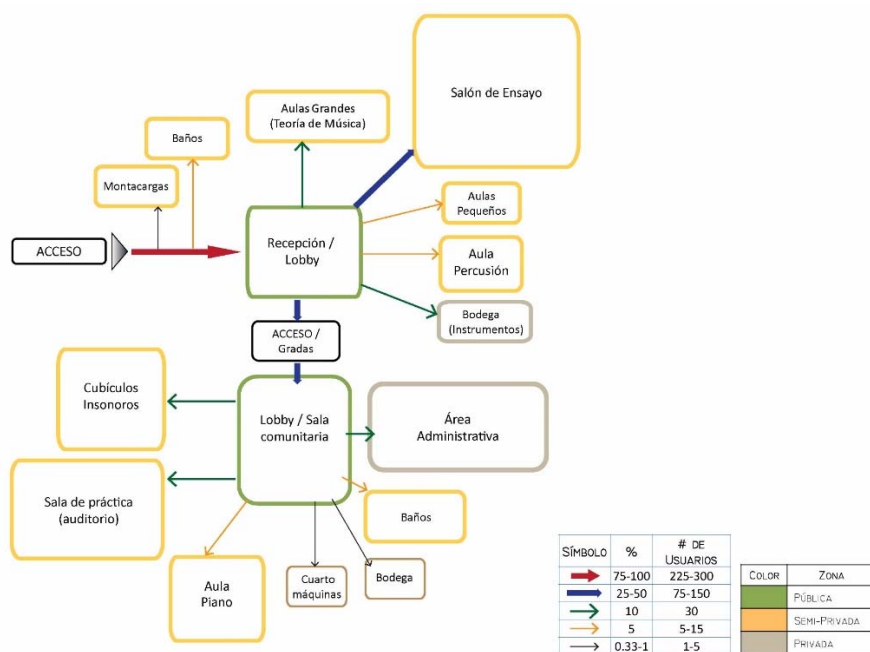 Salón de Ensayo
Aulas Grandes
(Teoría de Música)
Baños
Montacargas
Aulas
Pequeños
ACCESO
Recepción /
Lobby
Aula
Percusión
Bodega
(Instrumentos)
ACCESO /
Gradas
Cubículos
Insonoros
Lobby / Sala
comunitaria
Área
Administrativa
Sala de práctica
(auditorio)
Baños
Aula
Piano
Cuarto
máquinas
Bodega
SÍMBOLO % # DE USUARIOS
75-100 225-300
25-50 75-150
10 30
5 5-15
0.33-1 1-5
COLOR ZONA
PÚBLICA
SEMI-PRIVADA
PRIVADA